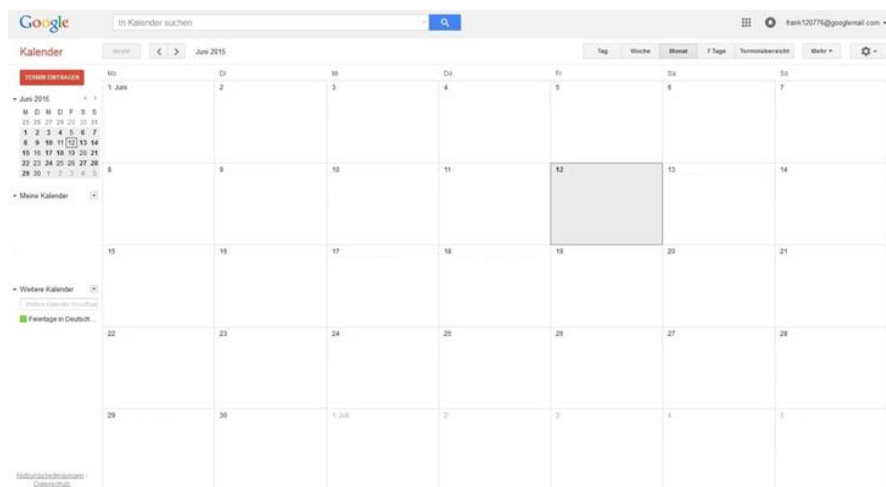 Google In Kalender suchen frank120776@googlemail.com
Kalender Heute Juni 2015 Tag Woche Monat 7 Tage Terminübersicht Mehr
TERMIN EINTRAGEN
Juni 2015
M D M D F S S
25 26 27 28 29 30 31
1 2 3 4 5 6 7
8 9 10 11 12 13 14
15 16 17 18 19 20 21
22 23 24 25 26 27 28
29 30 1 2 3 4 5
Meine Kalender
Weitere Kalender
Weitere Kalender hinzufügen
Feiertage in Deutsch...
Nutzungsbedingungen -
Datenschutz
Mo Di Mi Do Fr Sa So
1. Juni 2 3 4 5 6 7
8 9 10 11 12 13 14
15 16 17 18 19 20 21
22 23 24 25 26 27 28
29 30 1. Juli 2 3 4 5